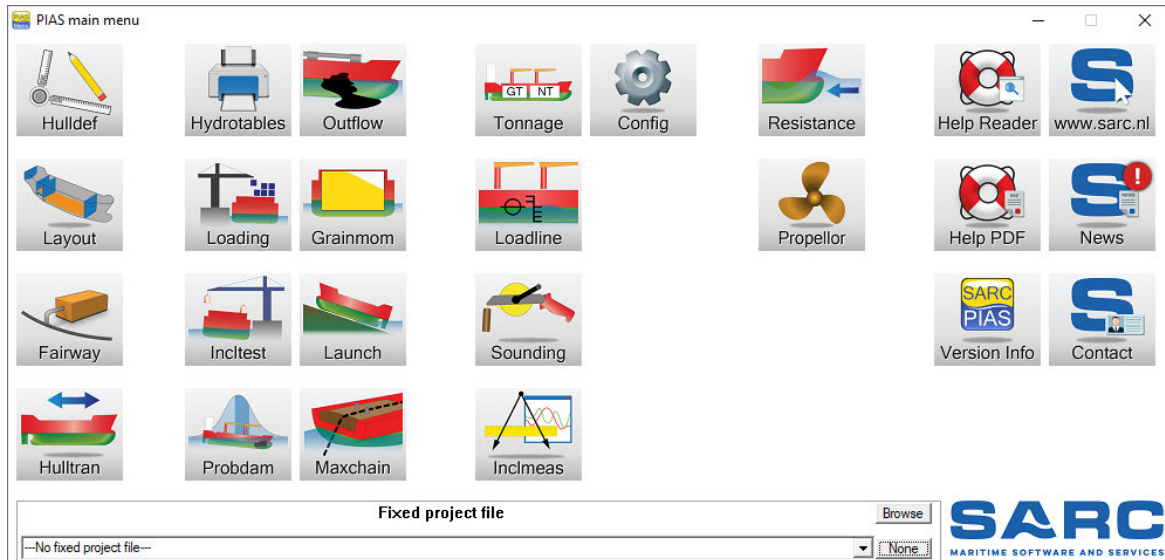 PIAS main menu
Hulldef
Hydrotables
Outflow
GT NT
Tonnage
Config
Resistance
Help Reader
www.sarc.nl
Layout
Loading
Grainmom
Loadline
Propellor
PDF
Help PDF
!
NEWS
News
Fairway
Incltest
Launch
Sounding
SARC
PIAS
Version Info
Contact
Hulltran
Probdam
Maxchain
Inclmeas
Fixed project file
Browse
---No fixed project file---
None
SARC
MARITIME SOFTWARE AND SERVICES